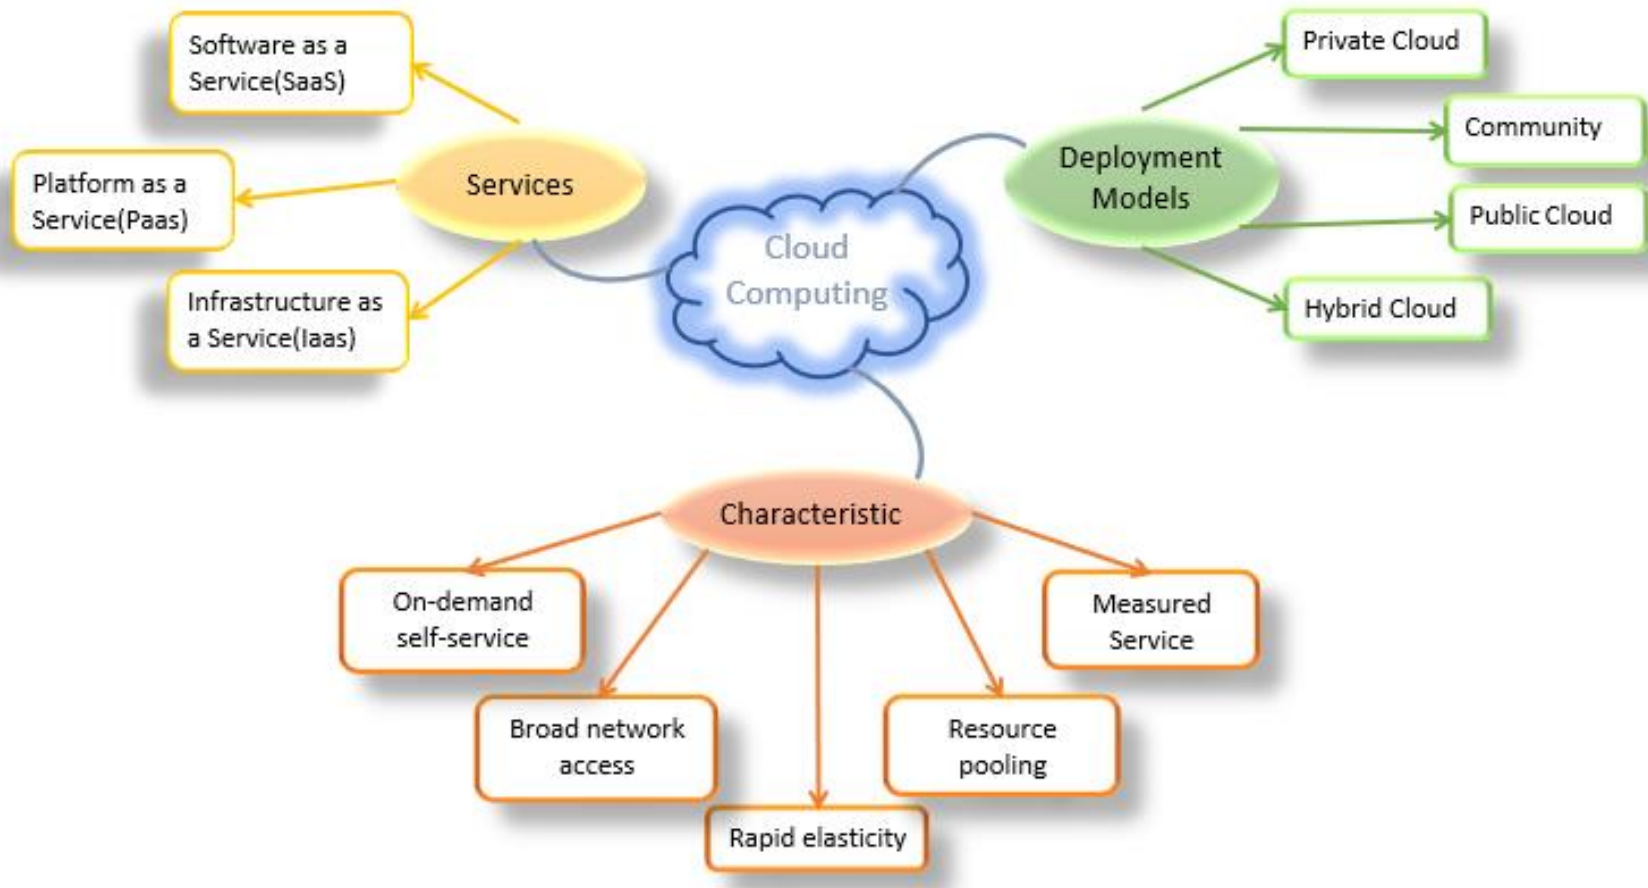 Software as a
Service(SaaS)
Platform as a
Service(Paas)
Infrastructure as
a Service(Iaas)
Services
Cloud
Computing
Deployment
Models
Private Cloud
Community
Public Cloud
Hybrid Cloud
Characteristic
On-demand
self-service
Broad network
access
Rapid elasticity
Resource
pooling
Measured
Service